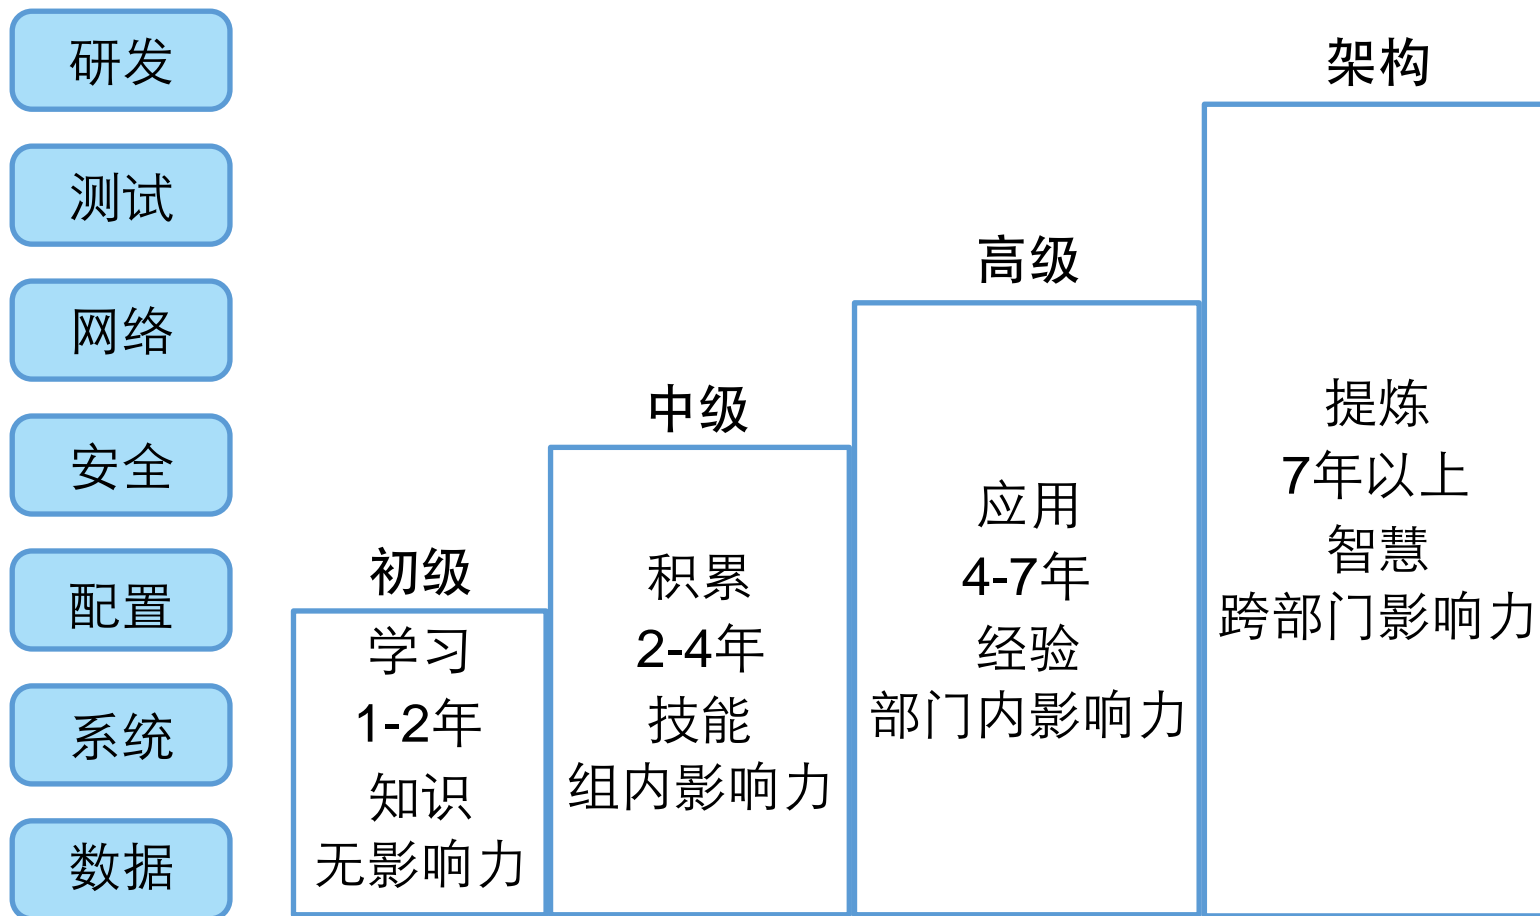 研发
测试
网络
安全
配置
系统
数据
初级
学习
1-2年
知识
无影响力
中级
积累
2-4年
技能
组内影响力
高级
应用
4-7年
经验
部门内影响力
架构
提炼
7年以上
智慧
跨部门影响力